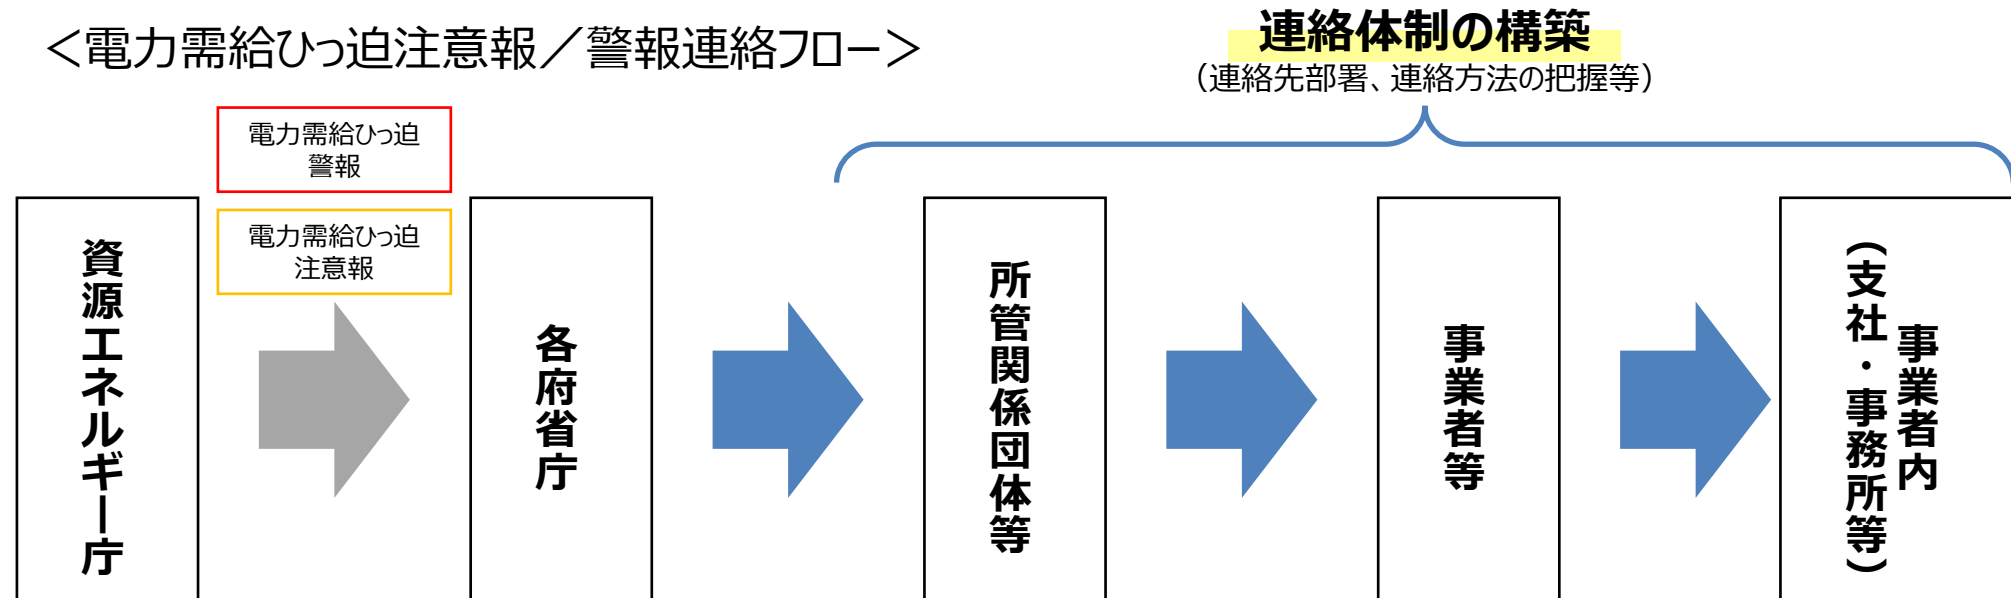 ＜電力需給ひっ迫注意報／警報連絡フロー＞
連絡体制の構築
（連絡先部署、連絡方法の把握等）
電力需給ひっ迫
警報
電力需給ひっ迫
注意報
資源エネルギー庁
各府省庁
所管関係団体等
事業者等
事業者内
（支社・事務所等）